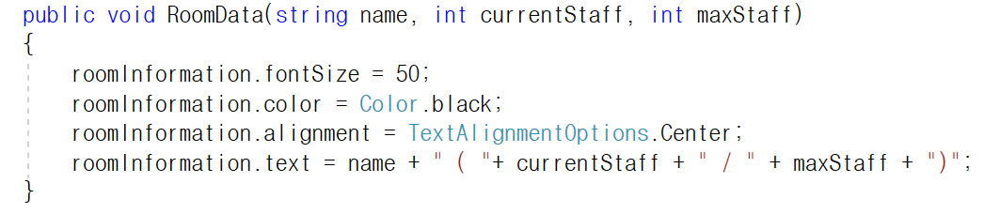 public void RoomData(string name, int currentStaff, int maxStaff)
{
    roomInformation.fontSize = 50;
    roomInformation.color = Color.black;
    roomInformation.alignment = TextAlignmentOptions.Center;
    roomInformation.text = name + " ( "+ currentStaff + " / " + maxStaff + ")";
}